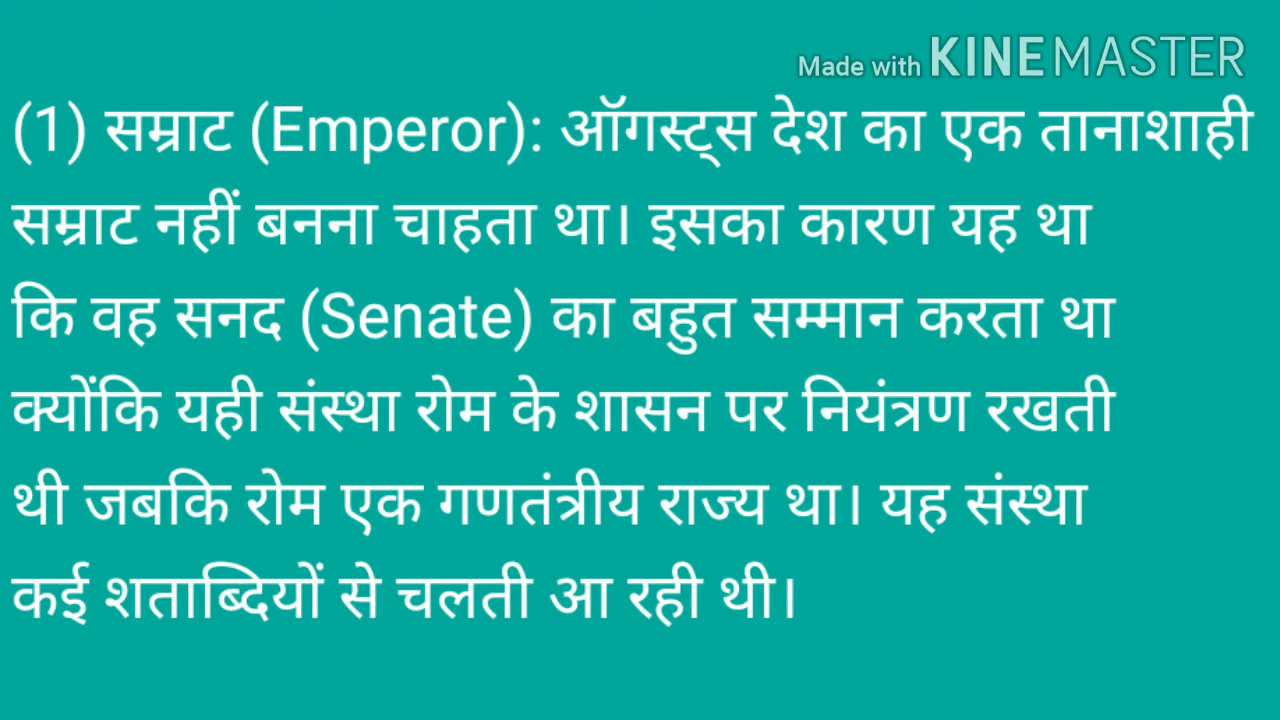 Made with KINEMASTER
(1) सम्राट (Emperor): ऑगस्ट्स देश का एक तानाशाही
सम्राट नहीं बनना चाहता था। इसका कारण यह था
कि वह सनद (Senate) का बहुत सम्मान करता था
क्योंकि यही संस्था रोम के शासन पर नियंत्रण रखती
थी जबकि रोम एक गणतंत्रीय राज्य था। यह संस्था
कई शताब्दियों से चलती आ रही थी।